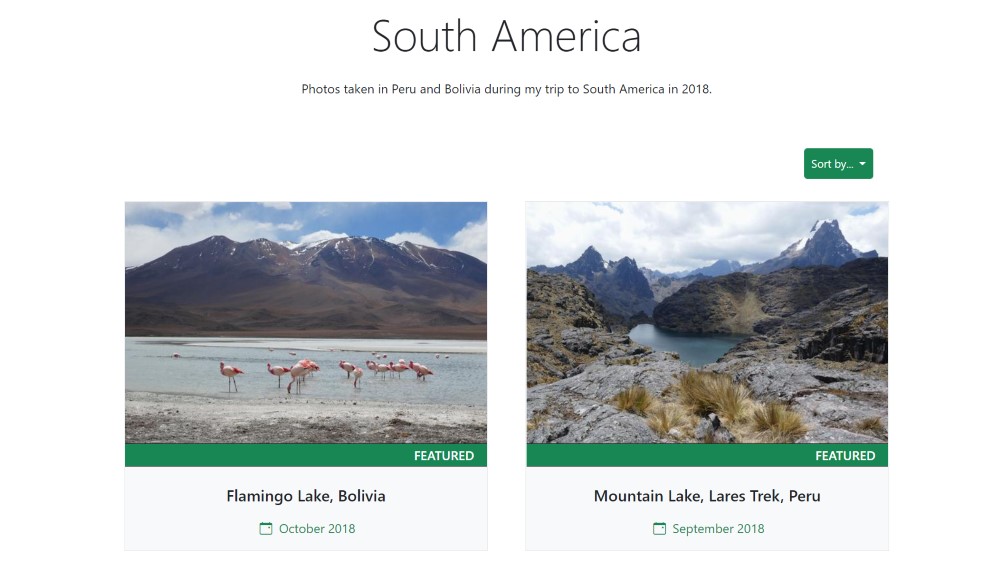 South America
Photos taken in Peru and Bolivia during my trip to South America in 2018.
Sort by...
FEATURED
Flamingo Lake, Bolivia
October 2018
FEATURED
Mountain Lake, Lares Trek, Peru
September 2018